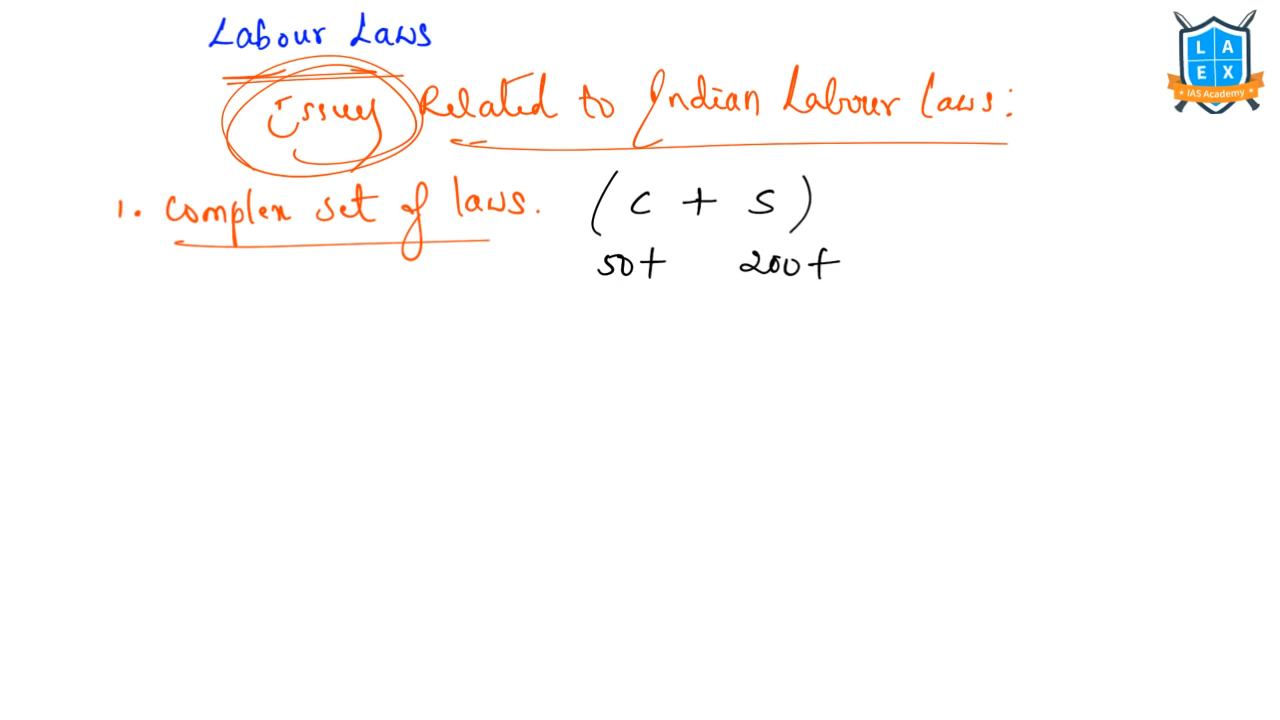 Labour Laws
Issues Related to Indian Labour Laws:
1. Complex set of laws. (C + S)
50+ 200+
L A
E X
IAS Academy